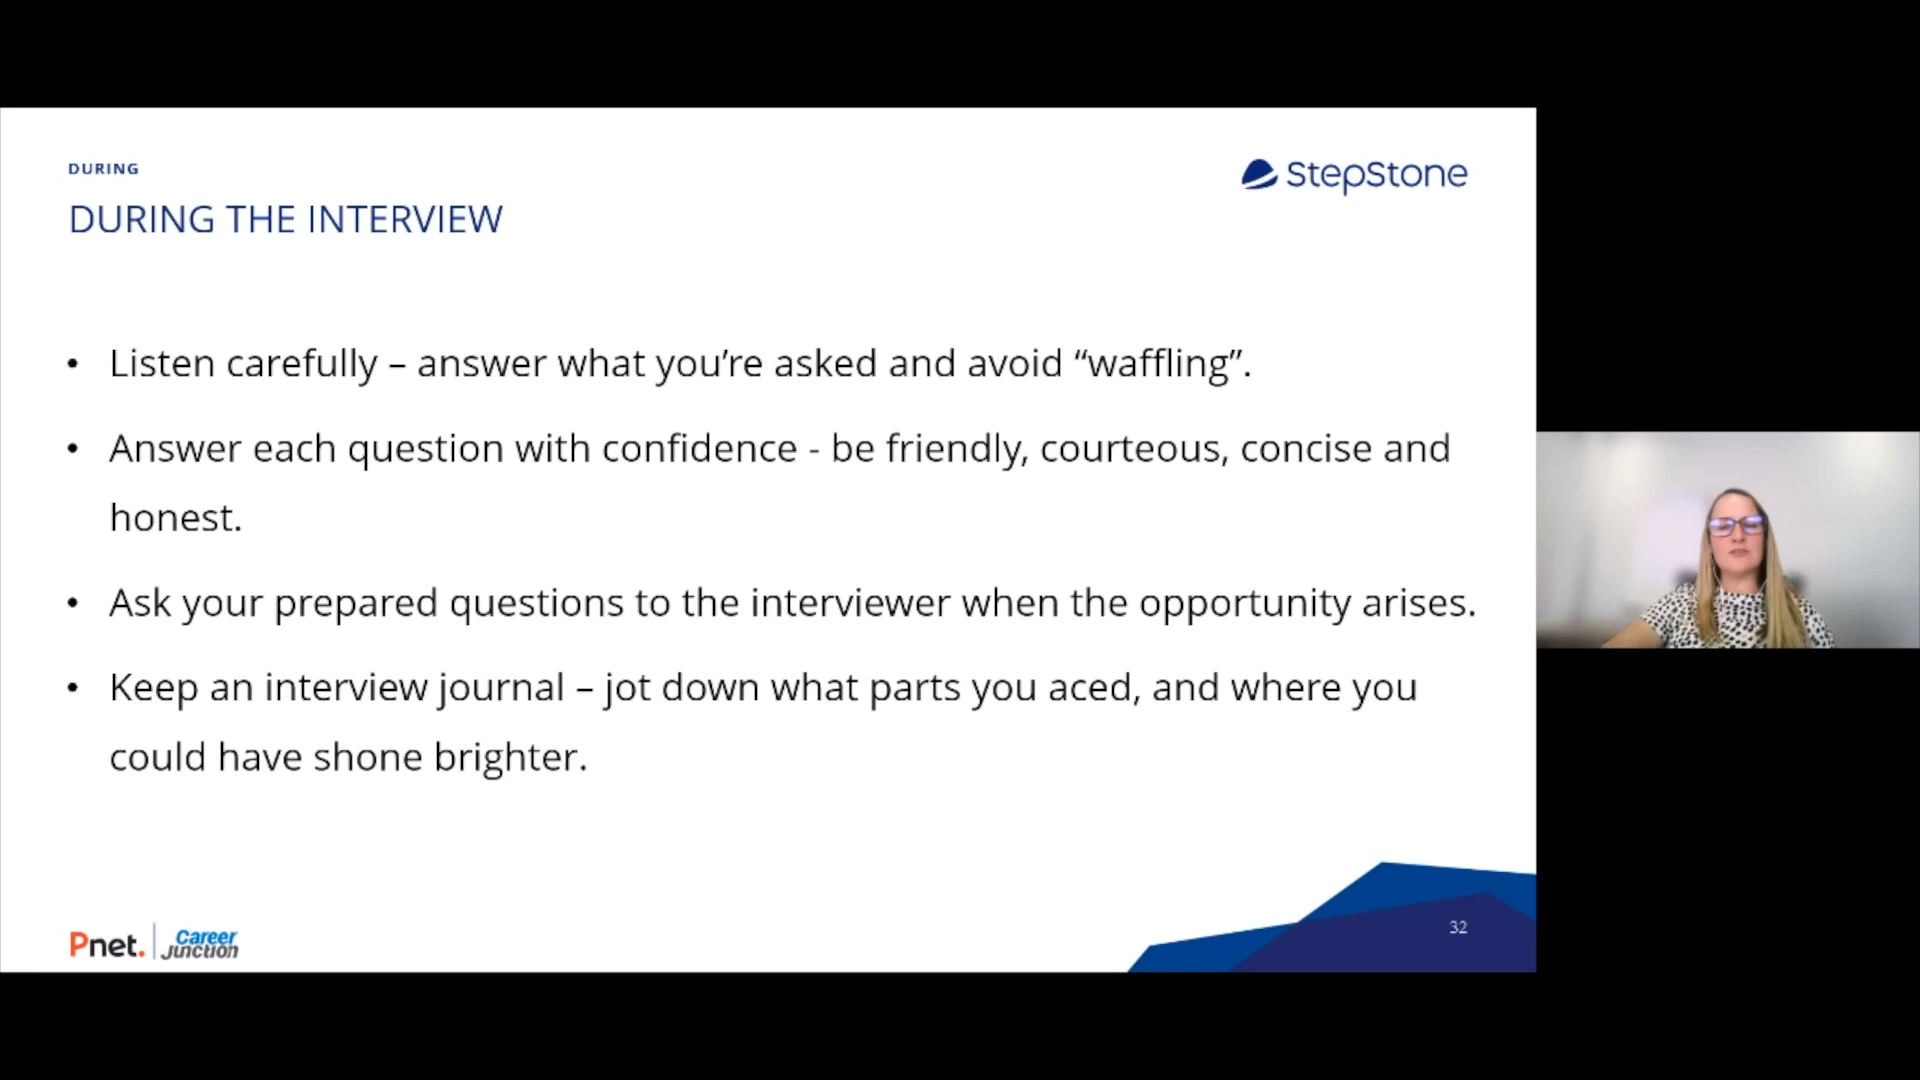 DURING
StepStone
DURING THE INTERVIEW
• Listen carefully – answer what you’re asked and avoid “waffling”.
• Answer each question with confidence - be friendly, courteous, concise and
honest.
• Ask your prepared questions to the interviewer when the opportunity arises.
• Keep an interview journal – jot down what parts you aced, and where you
could have shone brighter.
32
Pnet.
Career
Junction